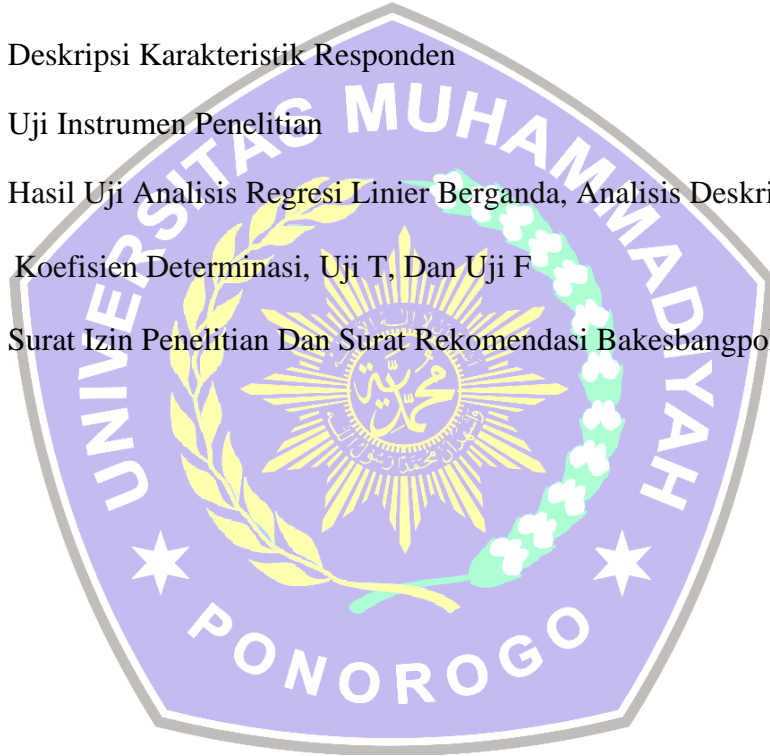 Deskripsi Karakteristik Responden
Uji Instrumen Penelitian
Hasil Uji Analisis Regresi Linier Berganda, Analisis Deskri
Koefisien Determinasi, Uji T, Dan Uji F
Surat Izin Penelitian Dan Surat Rekomendasi Bakesbangpo
UNIVERSITAS MUHAMMADIYAH
PONOROGO
محمدية